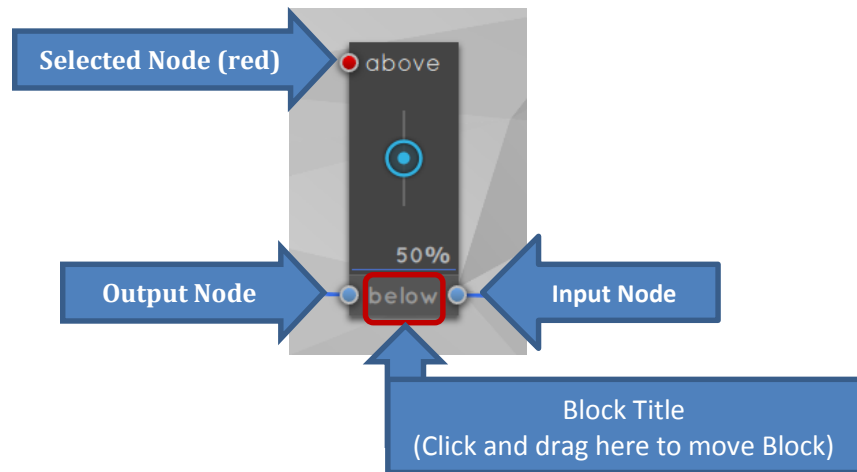 Selected Node (red)
above
50%
Output Node
below
Input Node
Block Title
(Click and drag here to move Block)